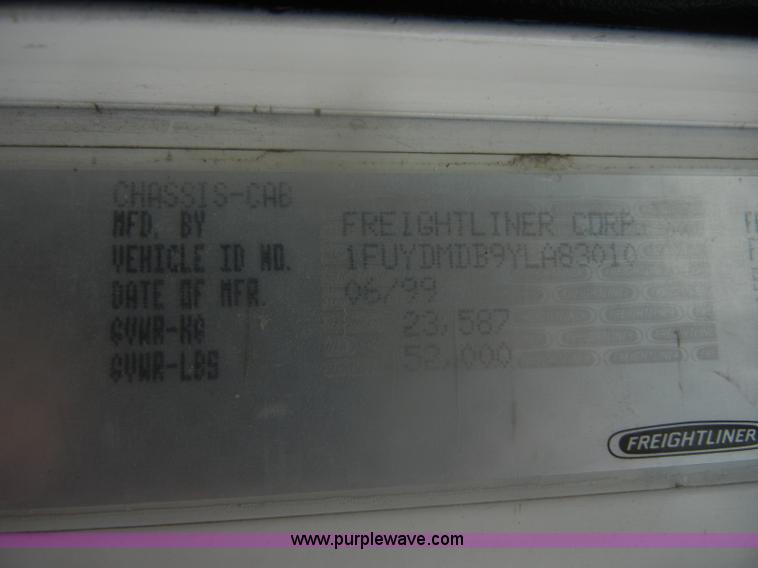 CHASSIS-CAB
MFD. BY FREIGHTLINER CORP.
VEHICLE ID NO. 1FUYDMDB9YLA83010
DATE OF MFR. 06/99
GVWR-KG 23,587
GVWR-LBS 52,000
FREIGHTLINER
www.purplewave.com